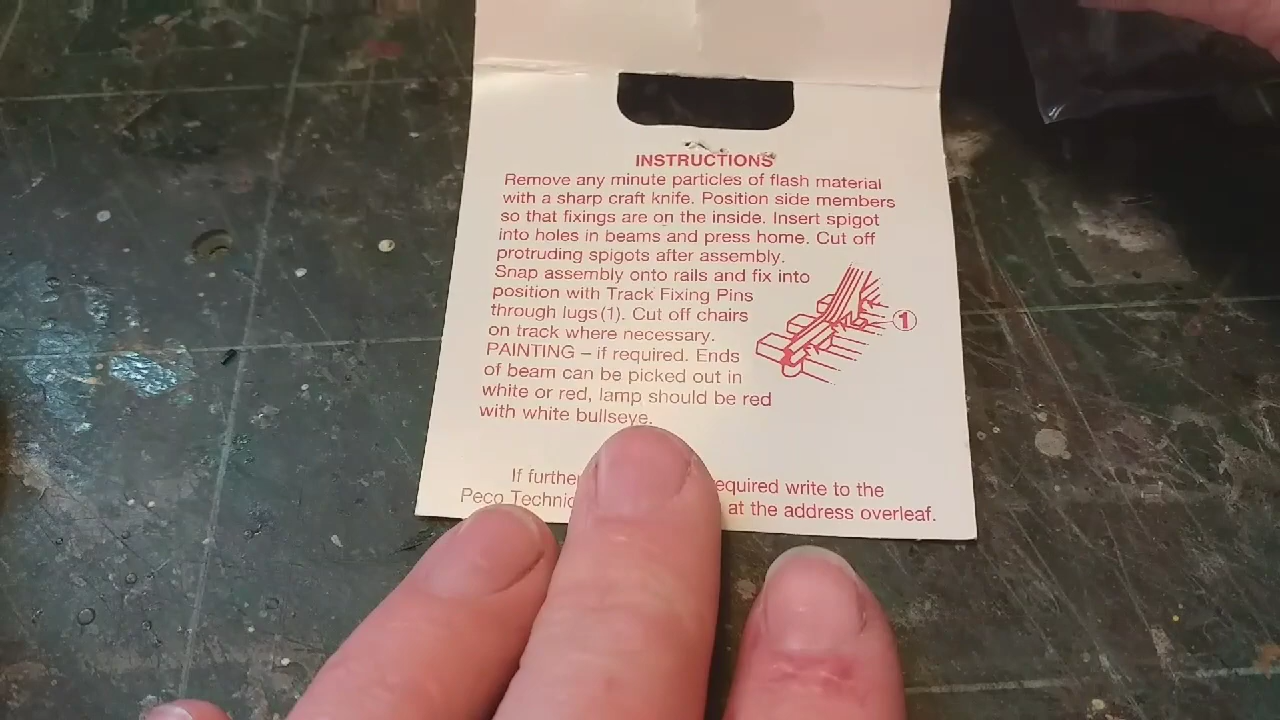 INSTRUCTIONS
Remove any minute particles of flash material
with a sharp craft knife. Position side members
so that fixings are on the inside. Insert spigot
into holes in beams and press home. Cut off
protruding spigots after assembly.
Snap assembly onto rails and fix into
position with Track Fixing Pins
through lugs (1). Cut off chairs
on track where necessary.
PAINTING – if required. Ends
of beam can be picked out in
white or red, lamp should be red
with white bullseye.
1
If further equired write to the
Peco Technic at the address overleaf.